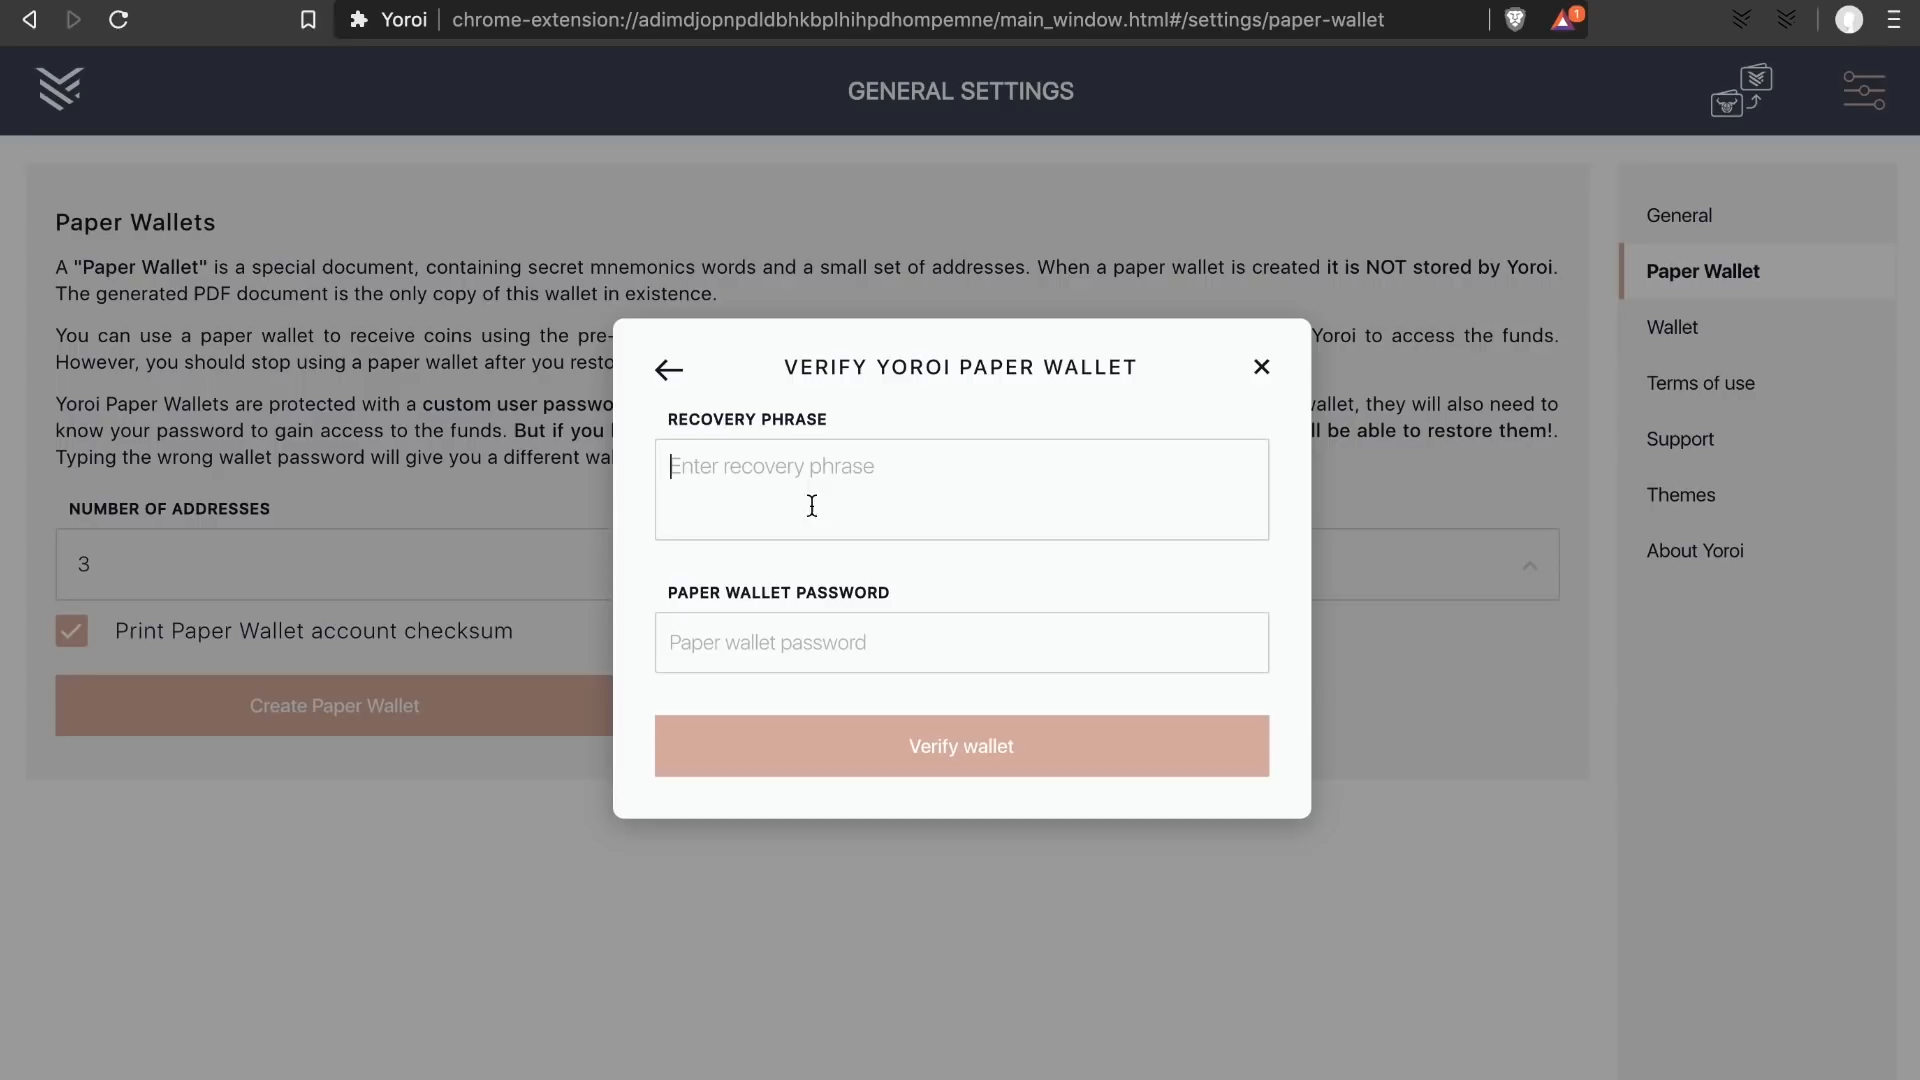 Yoroi
chrome-extension://adimdjopnpdldbhkbplhihpdhompemne/main_window.html#/settings/paper-wallet
1
GENERAL SETTINGS
Paper Wallets
A "Paper Wallet" is a special document, containing secret mnemonics words and a small set of addresses. When a paper wallet is created it is NOT stored by Yoroi.
The generated PDF document is the only copy of this wallet in existence.
You can use a paper wallet to receive coins using the pre- Yoroi to access the funds.
However, you should stop using a paper wallet after you resto
Yoroi Paper Wallets are protected with a custom user passwo wallet, they will also need to
know your password to gain access to the funds. But if you l ll be able to restore them!.
Typing the wrong wallet password will give you a different wal
NUMBER OF ADDRESSES
3
Print Paper Wallet account checksum
Create Paper Wallet
VERIFY YOROI PAPER WALLET
RECOVERY PHRASE
Enter recovery phrase
PAPER WALLET PASSWORD
Paper wallet password
Verify wallet
General
Paper Wallet
Wallet
Terms of use
Support
Themes
About Yoroi